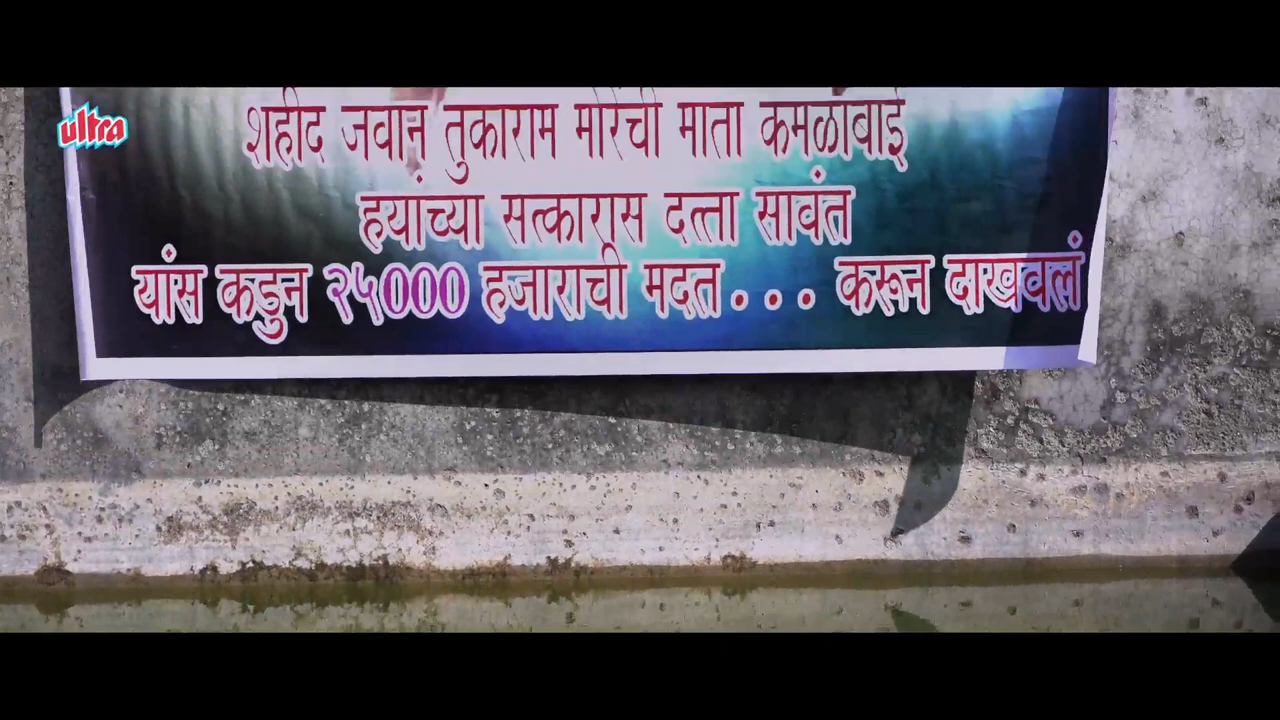 ultra
शहीद जवान तुकाराम मोरेंची माता कमळाबाई
हयांच्या सत्कारास दत्ता सावंत
यांस कडुन २५००० हजाराची मदत... करून दाखवलं